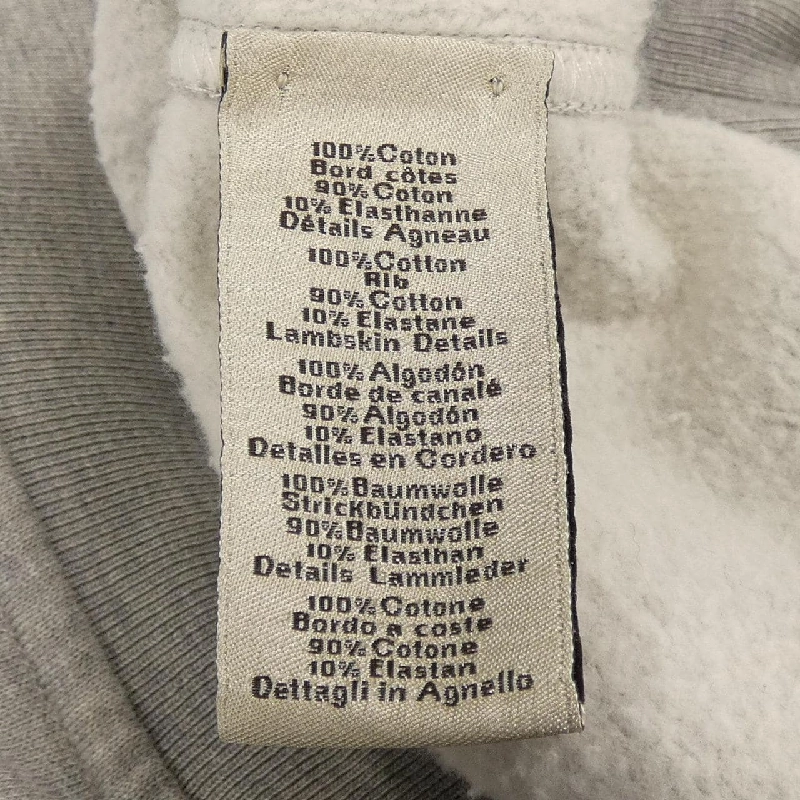 100%Coton
Bord côtes
90% Coton
10% Elasthanne
Détails Agneau
100%Cotton
Rib
90% Cotton
10% Elastane
Lambskin Details
100% Algodón
Borde de canalé
90% Algodón
10% Elastano
Detalles en Cordero
100%Baumwolle
Strickbündchen
90%Baumwolle
10% Elasthan
Details Lammleder
100% Cotone
Bordo a coste
90% Cotone
10% Elastan
Dettagli in Agnello